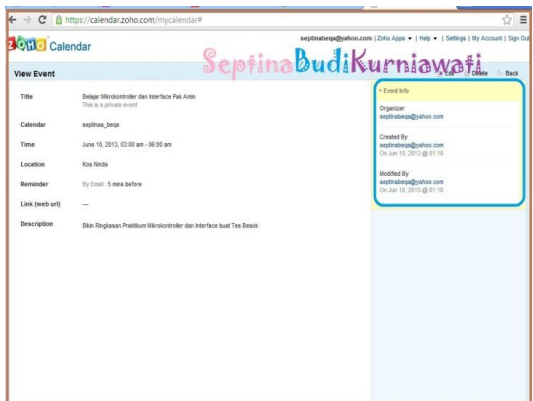 https://calendar.zoho.com/mycalendar#
ZOHO Calendar
septinabeqa@yahoo.com | Zoho Apps | Help | Settings | My Account | Sign Out
SeptinaBudiKurniawati
View Event
Edit Delete Back
Title Belajar Mikrokontroller dan Interface Pak Amin
This is a private event
Calendar septinaa_beqa
Time June 10, 2013, 03:00 am - 06:00 am
Location Kos Ninda
Reminder By Email : 5 mins before
Link (web url) ---
Description Bikin Ringkasan Praktikum Mikrokontroller dan Interface buat Tes Besok
Event Info
Organizer
septinabeqa@yahoo.com
Created By
septinabeqa@yahoo.com
On Jun 10, 2013 @ 01:10
Modified By
septinabeqa@yahoo.com
On Jun 10, 2013 @ 01:10